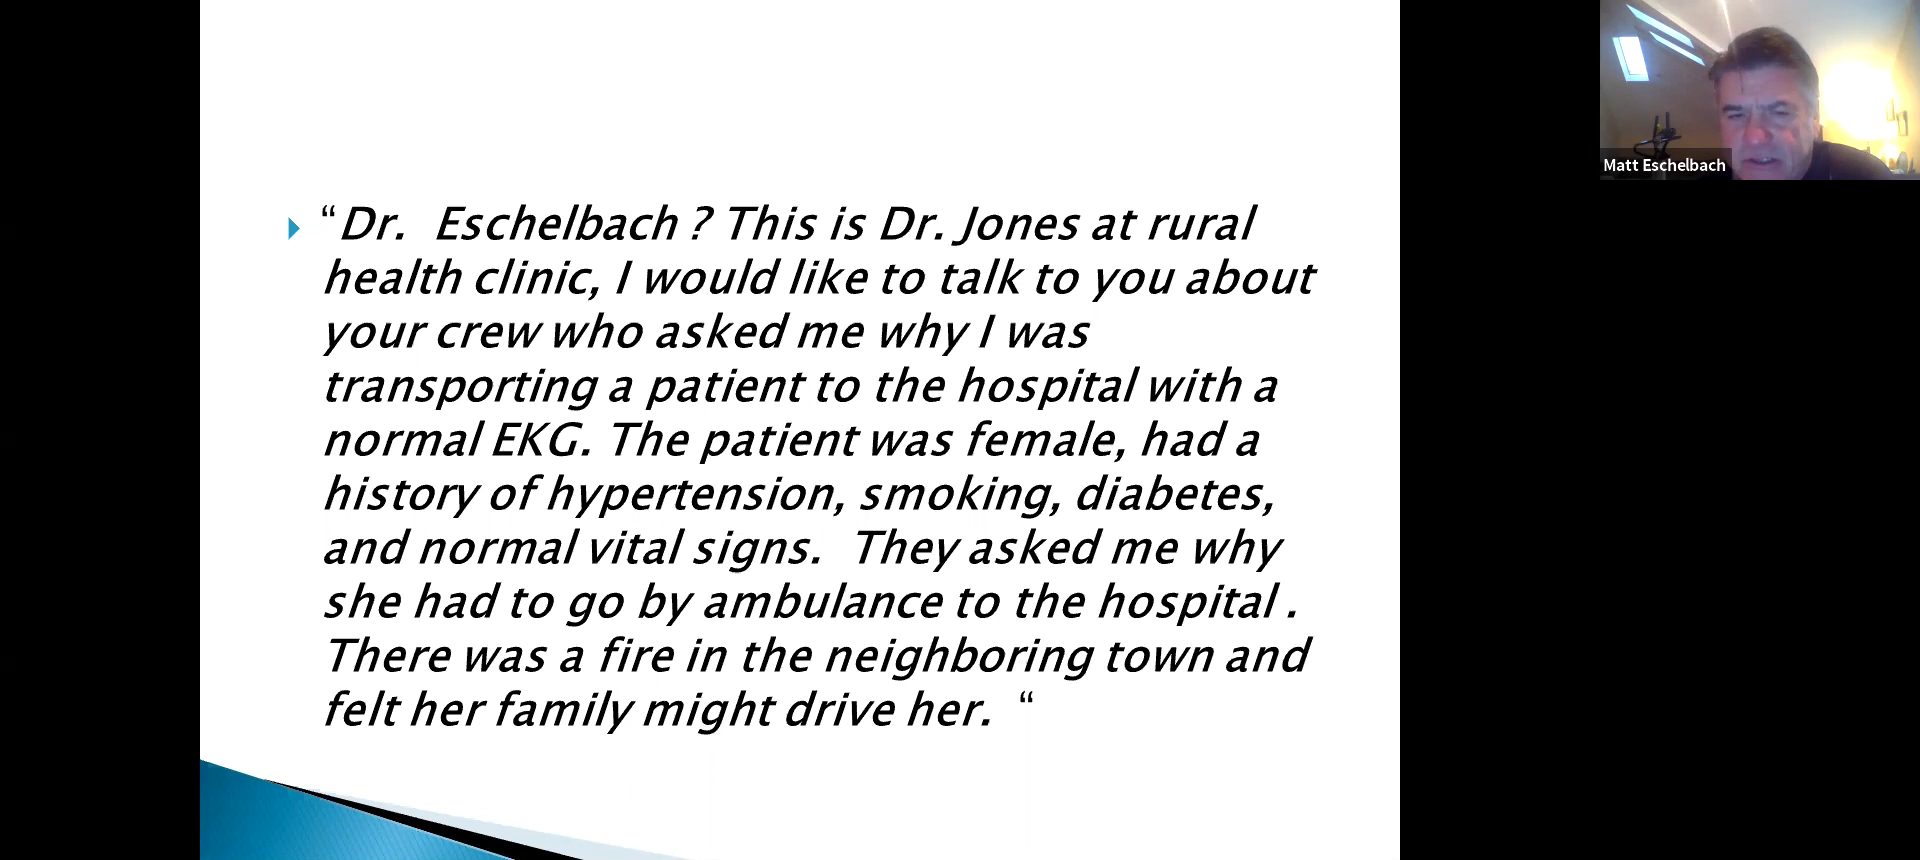 “Dr.  Eschelbach ? This is Dr. Jones at rural
health clinic, I would like to talk to you about
your crew who asked me why I was
transporting a patient to the hospital with a
normal EKG. The patient was female, had a
history of hypertension, smoking, diabetes,
and normal vital signs.  They asked me why
she had to go by ambulance to the hospital .
There was a fire in the neighboring town and
felt her family might drive her.  “
Matt Eschelbach